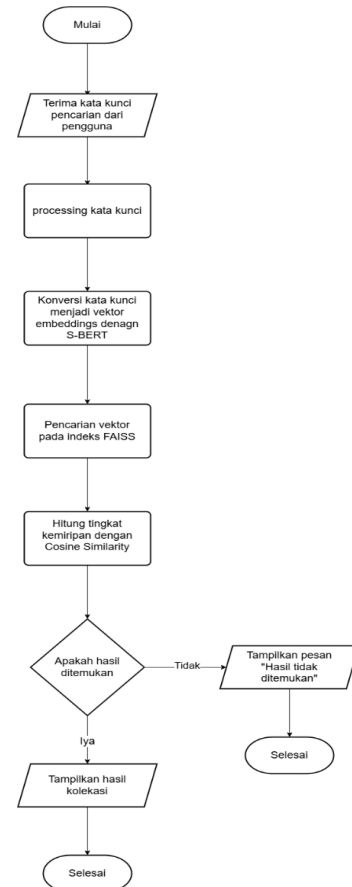 Mulai
Terima kata kunci
pencarian dari
pengguna
processing kata kunci
Konversi kata kunci
menjadi vektor
embeddings denagn
S-BERT
Pencarian vektor
pada indeks FAISS
Hitung tingkat
kemiripan dengan
Cosine Similarity
Apakah hasil
ditemukan
Tidak
Tampilkan pesan
"Hasil tidak
ditemukan"
Selesai
Iya
Tampilkan hasil
kolekasi
Selesai